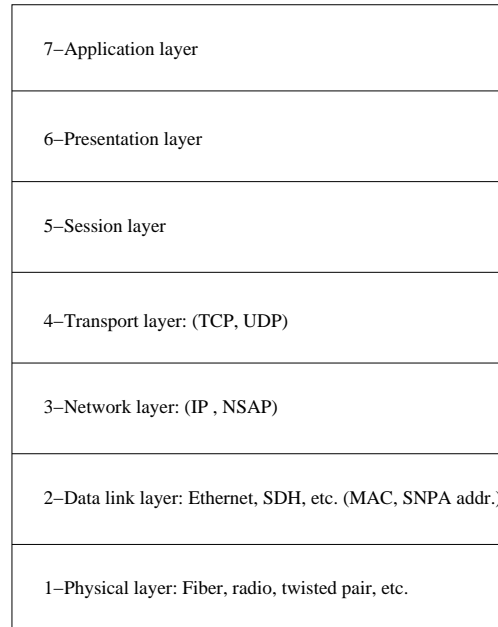 7–Application layer
6–Presentation layer
5–Session layer
4–Transport layer: (TCP, UDP)
3–Network layer: (IP , NSAP)
2–Data link layer: Ethernet, SDH, etc. (MAC, SNPA addr.)
1–Physical layer: Fiber, radio, twisted pair, etc.